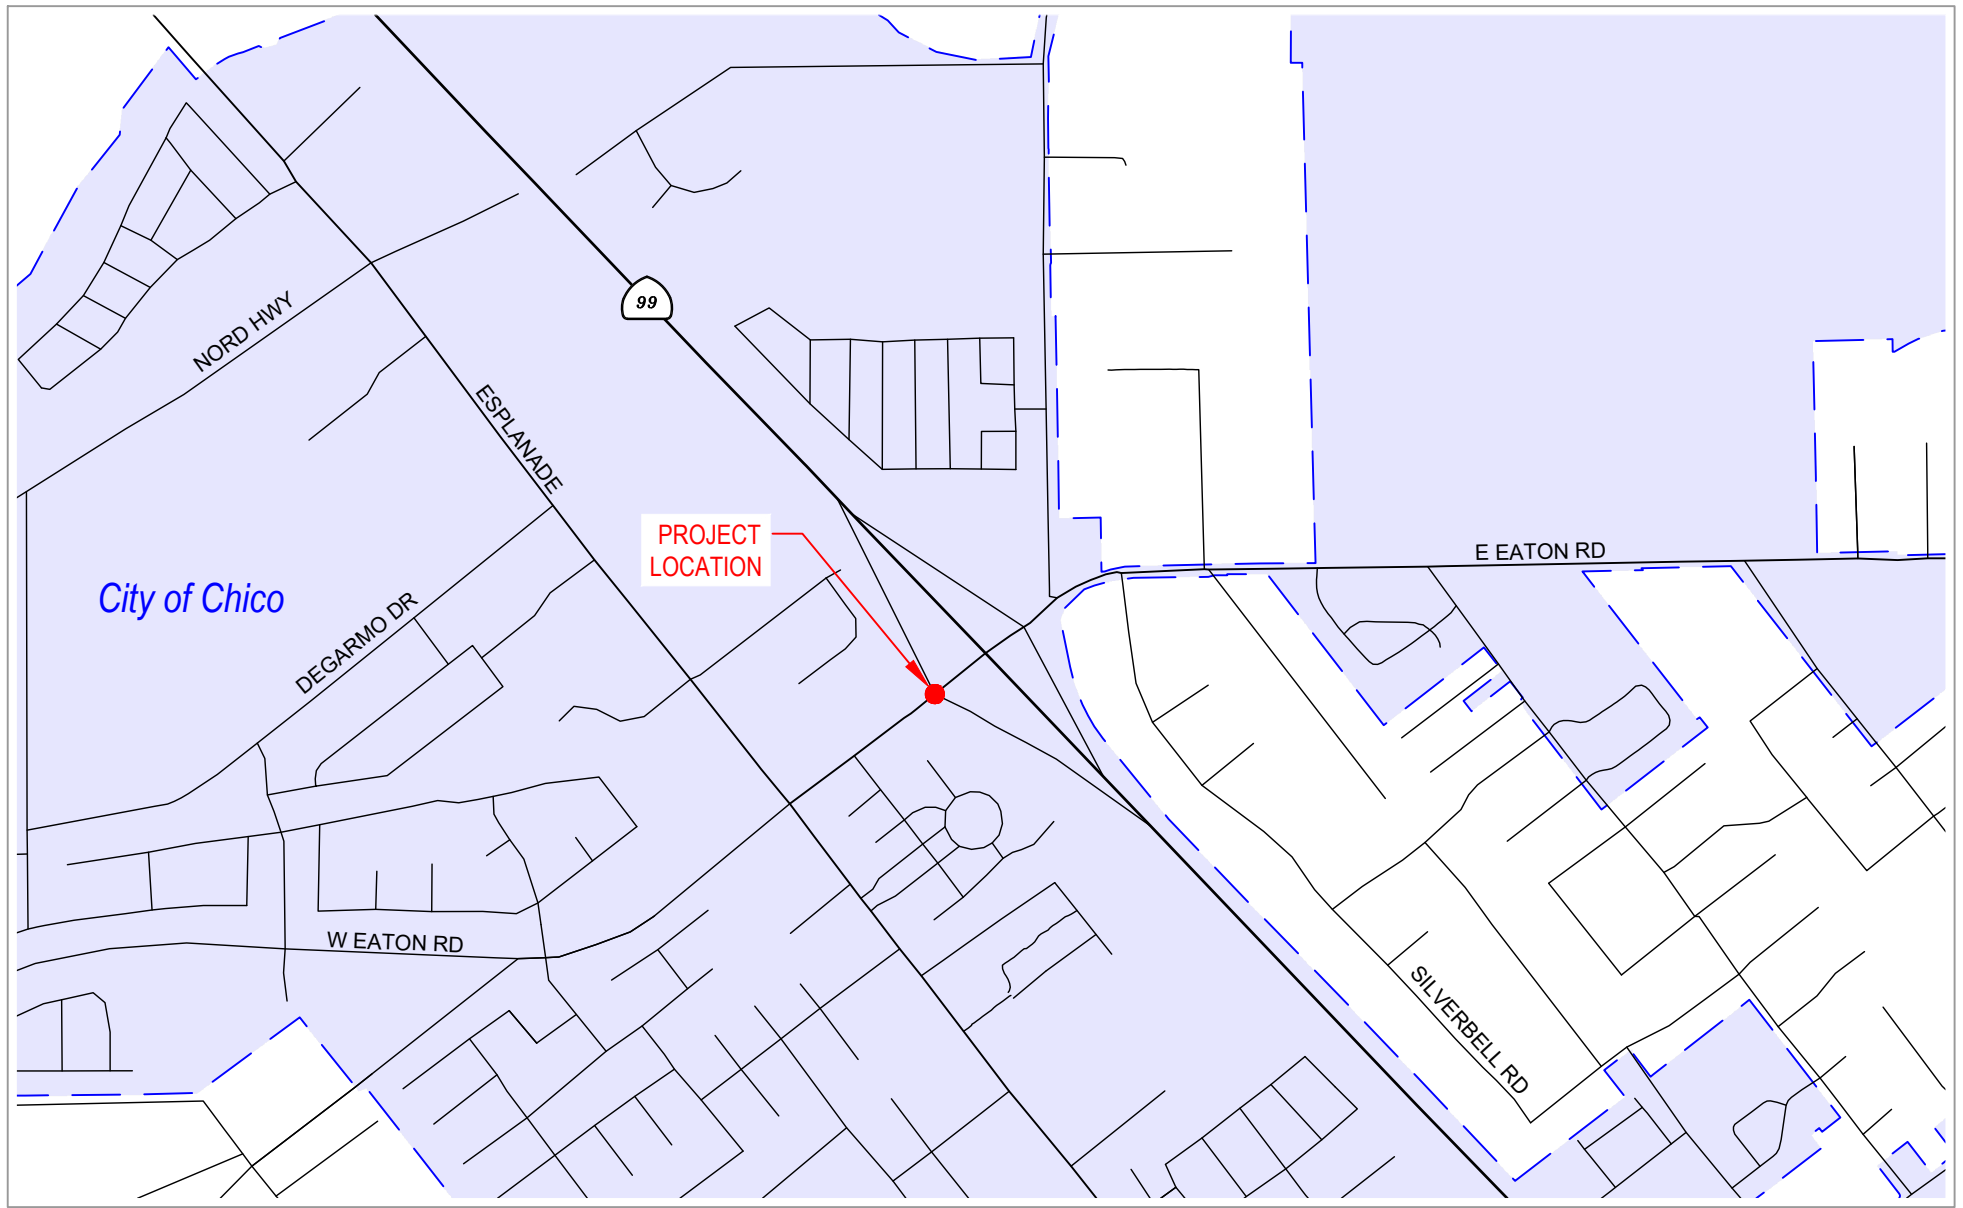 99
NORD HWY
ESPLANADE
PROJECT
LOCATION
E EATON RD
City of Chico
DEGARMO DR
W EATON RD
SILVERBELL RD